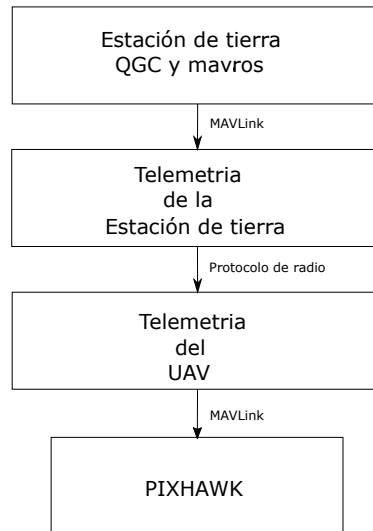 Estación de tierra
QGC y mavros
MAVLink
Telemetria
de la
Estación de tierra
Protocolo de radio
Telemetria
del
UAV
MAVLink
PIXHAWK